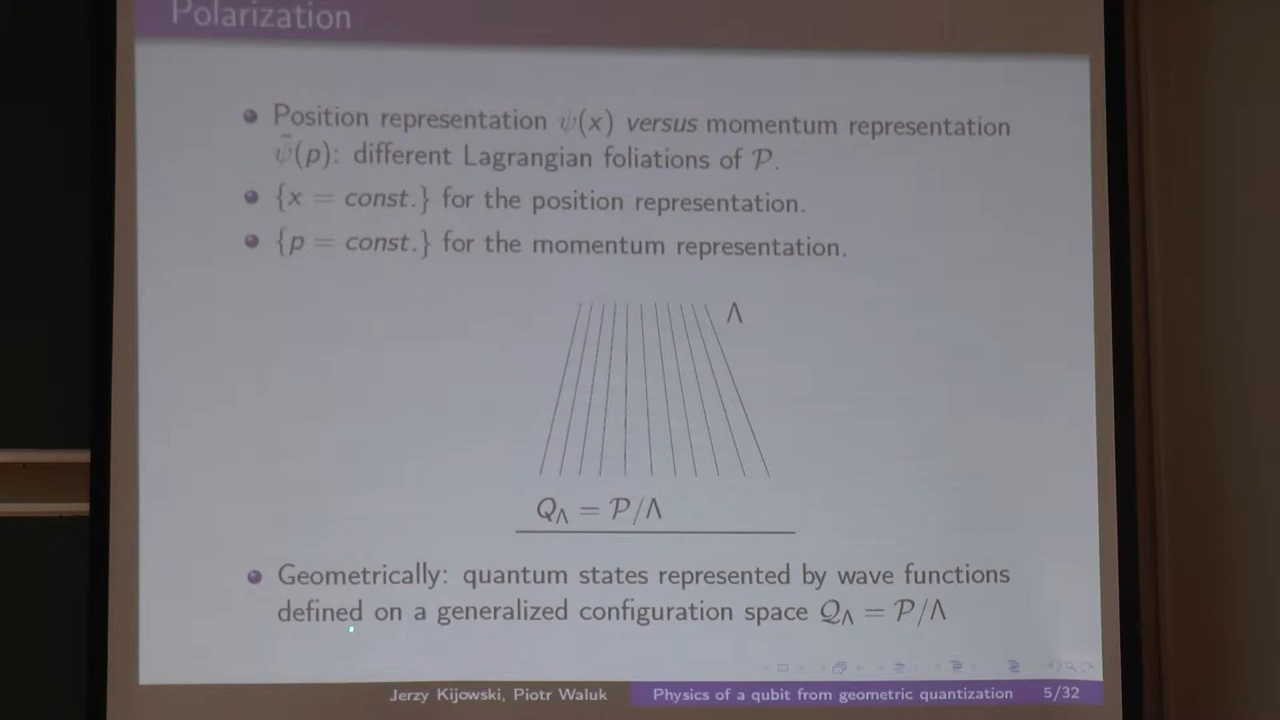 Polarization
Position representation ψ(x) versus momentum representation
ψ̃(p): different Lagrangian foliations of 𝒫.
{x = const.} for the position representation.
{p = const.} for the momentum representation.
Λ
Q_Λ = 𝒫/Λ
Geometrically: quantum states represented by wave functions
defined on a generalized configuration space Q_Λ = 𝒫/Λ
Jerzy Kijowski, Piotr Waluk Physics of a qubit from geometric quantization 5/32